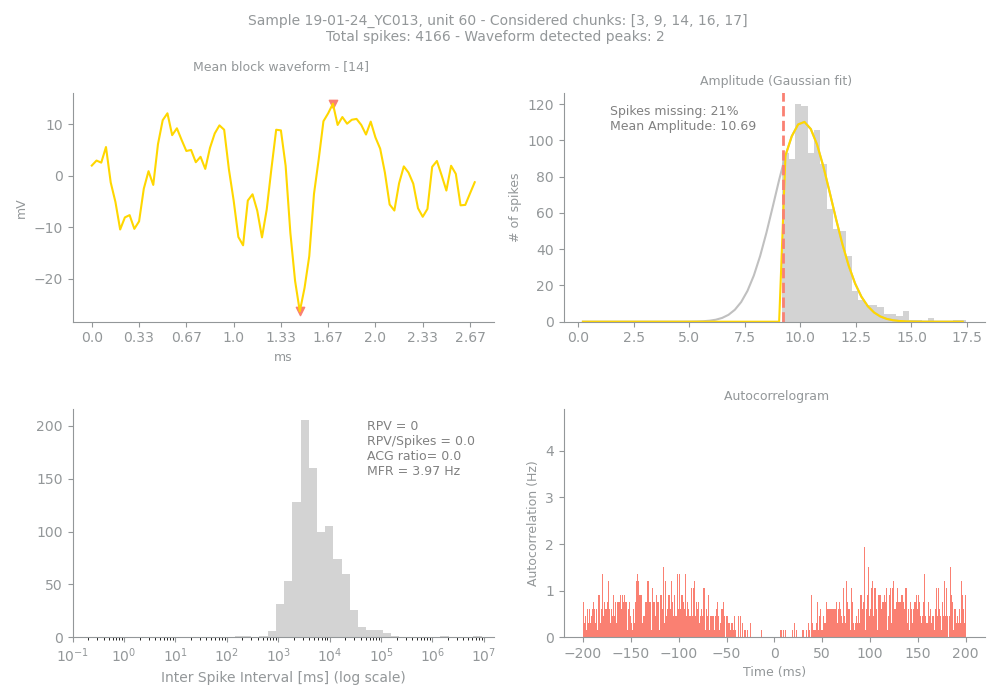 Sample 19-01-24_YC013, unit 60 - Considered chunks: [3, 9, 14, 16, 17]
Total spikes: 4166 - Waveform detected peaks: 2
Mean block waveform - [14]
mV
10
0
−10
−20
0.0 0.33 0.67 1.0 1.33 1.67 2.0 2.33 2.67
ms
Amplitude (Gaussian fit)
Spikes missing: 21%
Mean Amplitude: 10.69
# of spikes
120
100
80
60
40
20
0
0.0 2.5 5.0 7.5 10.0 12.5 15.0 17.5
RPV = 0
RPV/Spikes = 0.0
ACG ratio= 0.0
MFR = 3.97 Hz
200
150
100
50
0
10⁻¹ 10⁰ 10¹ 10² 10³ 10⁴ 10⁵ 10⁶ 10⁷
Inter Spike Interval [ms] (log scale)
Autocorrelogram
Autocorrelation (Hz)
4
3
2
1
0
−200 −150 −100 −50 0 50 100 150 200
Time (ms)